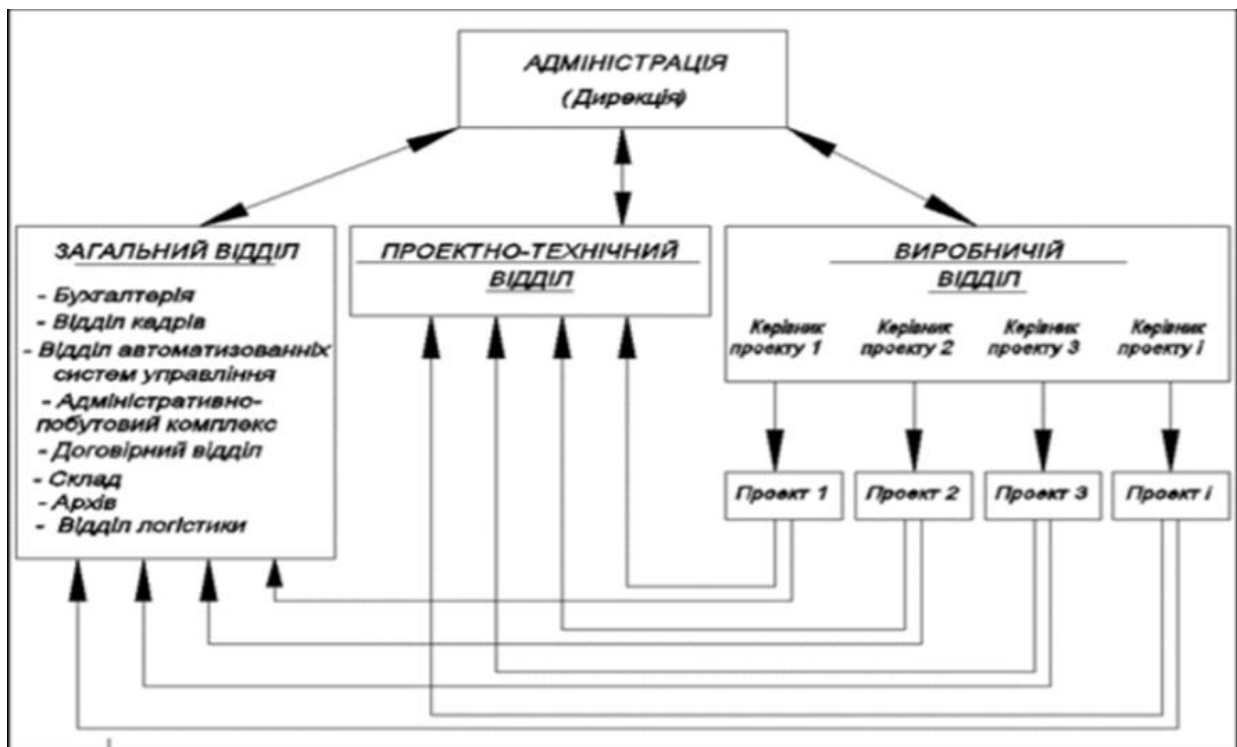 АДМІНІСТРАЦІЯ
(Дирекція)
ЗАГАЛЬНИЙ ВІДДІЛ
- Бухгалтерія
- Відділ кадрів
- Відділ автоматизованніх
систем управління
- Адміністративно-
побутовий комплекс
- Договірний відділ
- Склад
- Архів
- Відділ логістики
ПРОЕКТНО-ТЕХНІЧНИЙ
ВІДДІЛ
ВИРОБНИЧІЙ
ВІДДІЛ
Керівник
проекту 1
Керівник
проекту 2
Керівник
проекту 3
Керівник
проекту і
Проект 1
Проект 2
Проект 3
Проект і